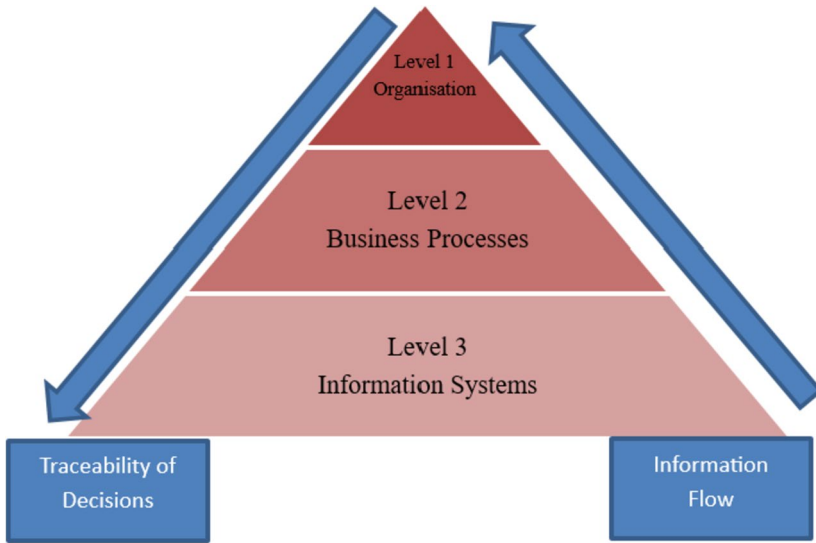 Level 1
Organisation
Level 2
Business Processes
Level 3
Information Systems
Traceability of
Decisions
Information
Flow